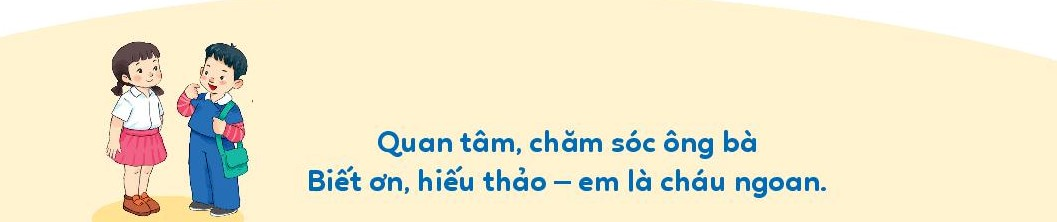 Quan tâm, chăm sóc ông bà
Biết ơn, hiếu thảo – em là cháu ngoan.